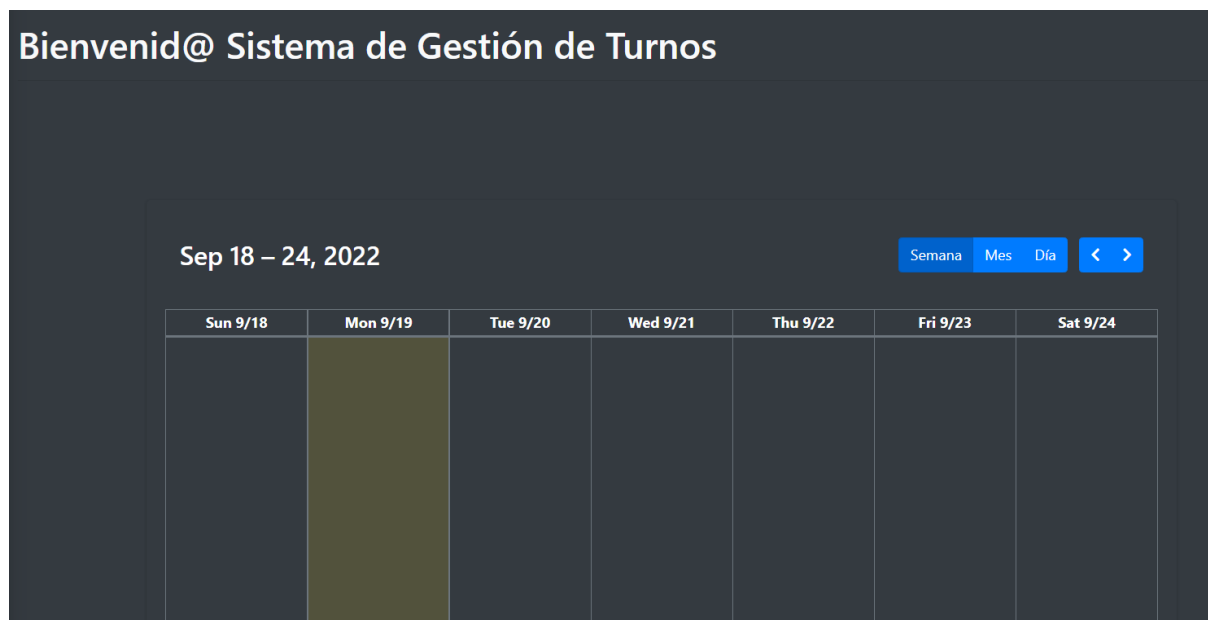 Bienvenid@ Sistema de Gestión de Turnos
Sep 18 – 24, 2022
Semana Mes Día
Sun 9/18 Mon 9/19 Tue 9/20 Wed 9/21 Thu 9/22 Fri 9/23 Sat 9/24